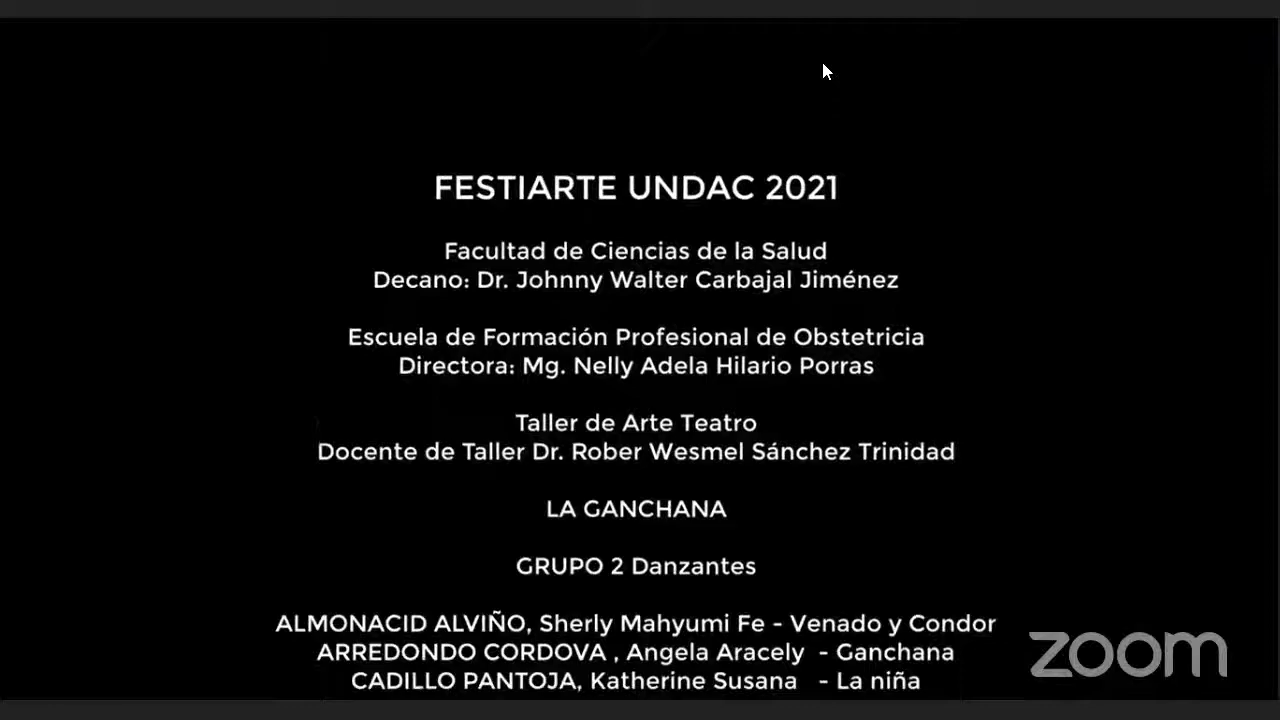 FESTIARTE UNDAC 2021
Facultad de Ciencias de la Salud
Decano: Dr. Johnny Walter Carbajal Jiménez
Escuela de Formación Profesional de Obstetricia
Directora: Mg. Nelly Adela Hilario Porras
Taller de Arte Teatro
Docente de Taller Dr. Rober Wesmel Sánchez Trinidad
LA GANCHANA
GRUPO 2 Danzantes
ALMONACID ALVIÑO, Sherly Mahyumi Fe - Venado y Condor
ARREDONDO CORDOVA , Angela Aracely - Ganchana
CADILLO PANTOJA, Katherine Susana - La niña
zoom